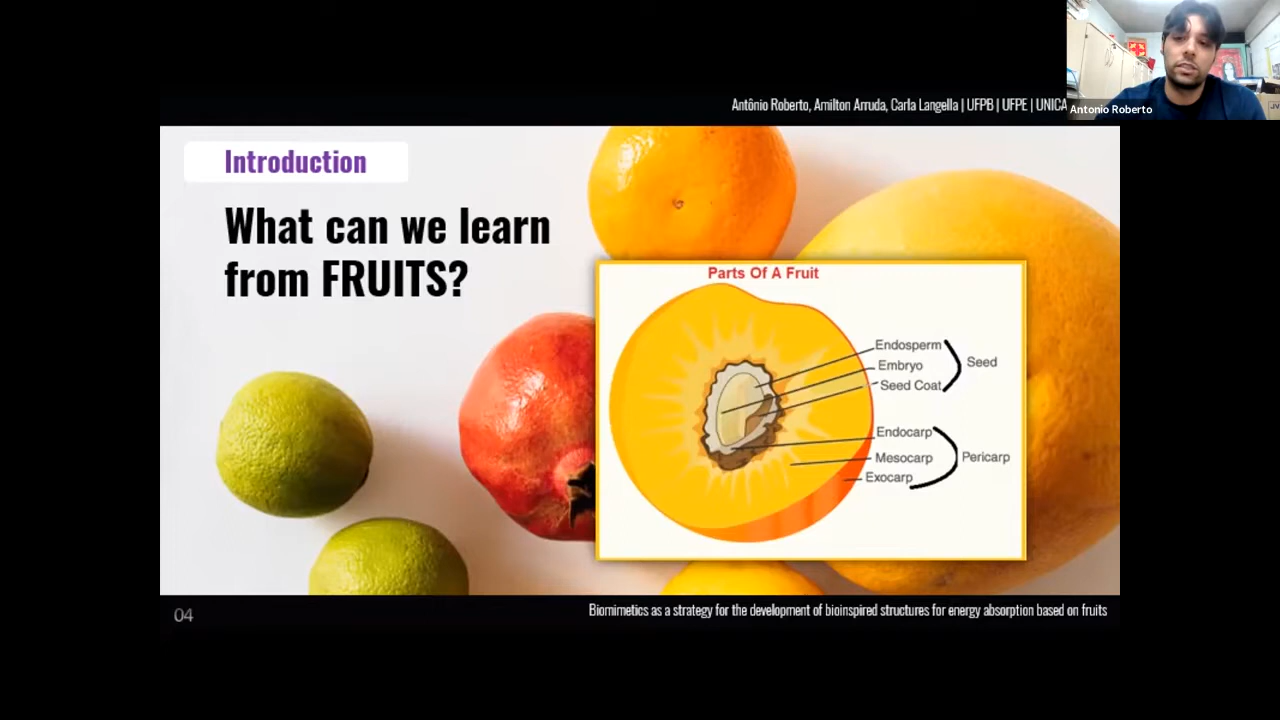 Antônio Roberto, Amilton Arruda, Carla Langella | UFPB | UFPE | UNICA
Antonio Roberto
Introduction
What can we learn
from FRUITS?
Parts Of A Fruit
Endosperm
Embryo
Seed Coat
Seed
Endocarp
Mesocarp
Exocarp
Pericarp
04
Biomimetics as a strategy for the development of bioinspired structures for energy absorption based on fruits